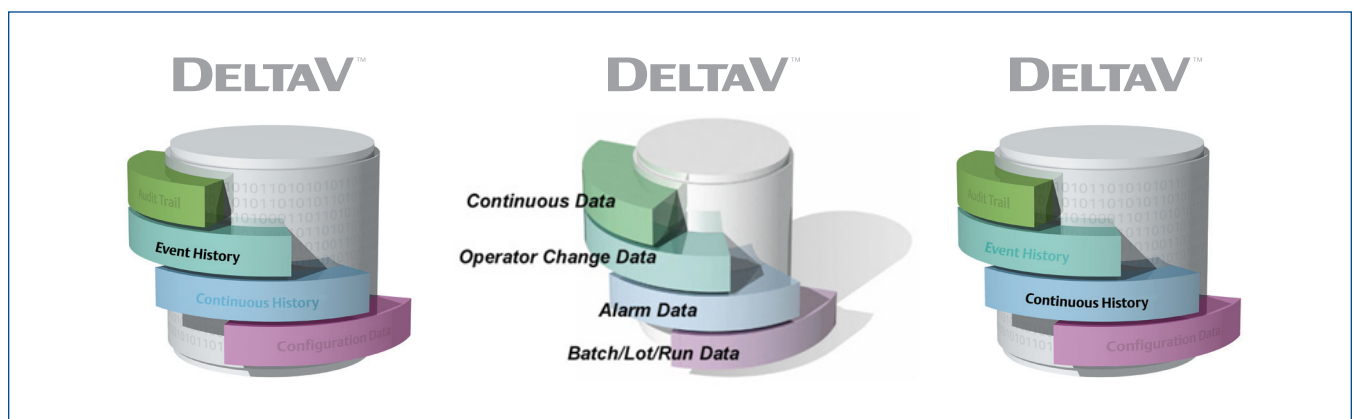 DELTAV™
Audit Trail
Event History
Continuous History
Configuration Data
DELTAV™
Continuous Data
Operator Change Data
Alarm Data
Batch/Lot/Run Data
DELTAV™
Audit Trail
Event History
Continuous History
Configuration Data